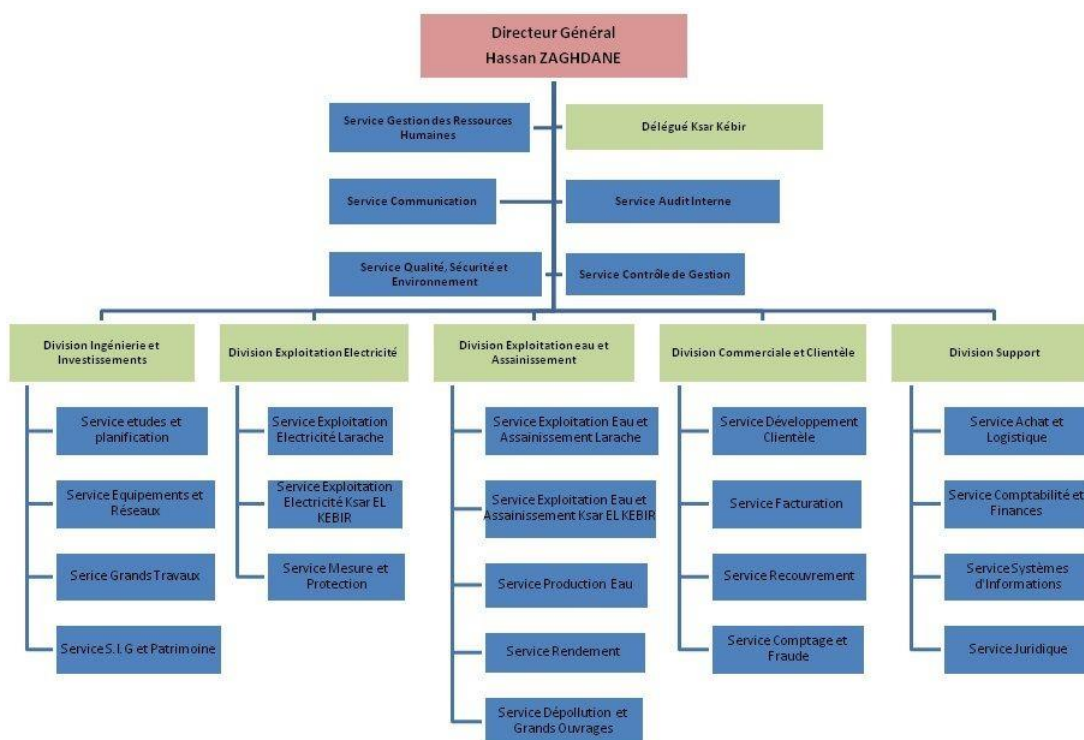 Directeur Général
Hassan ZAGHDANE
Service Gestion des Ressources
Humaines
Délégué Ksar Kébir
Service Communication
Service Audit Interne
Service Qualité, Sécurité et
Environnement
Service Contrôle de Gestion
Division Ingénierie et
Investissements
Service etudes et
planification
Service Equipements et
Réseaux
Serice Grands Travaux
Service S.I.G et Patrimoine
Division Exploitation Electricité
Service Exploitation
Electricité Larache
Service Exploitation
Electricité Ksar EL
KEBIR
Service Mesure et
Protection
Division Exploitation eau et
Assainissement
Service Exploitation Eau et
Assainissement Larache
Service Exploitation Eau et
Assainissement Ksar EL KEBIR
Service Production Eau
Service Rendement
Service Dépollution et
Grands Ouvrages
Division Commerciale et Clientèle
Service Développement
Clientèle
Service Facturation
Service Recouvrement
Service Comptage et
Fraude
Division Support
Service Achat et
Logistique
Service Comptabilité et
Finances
Service Systèmes
d'Informations
Service Juridique